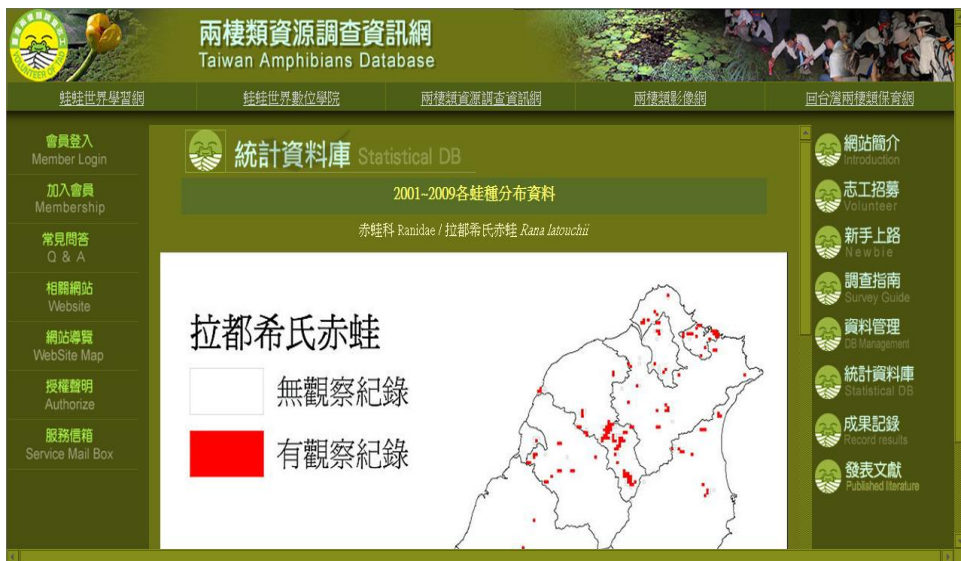 兩棲類資源調查資訊網
Taiwan Amphibians Database
蛙蛙世界學習網
蛙蛙世界數位學院
兩棲類資源調查資訊網
兩棲類影像網
回台灣兩棲類保育網
會員登入
Member Login
加入會員
Membership
常見問答
Q & A
相關網站
Website
網站導覽
WebSite Map
授權聲明
Authorize
服務信箱
Service Mail Box
統計資料庫 Statistical DB
2001~2009各蛙種分布資料
赤蛙科 Ranidae / 拉都希氏赤蛙 Rana latouchii
拉都希氏赤蛙
無觀察紀錄
有觀察紀錄
網站簡介
Introduction
志工招募
Volunteer
新手上路
Newbie
調查指南
Survey Guide
資料管理
DB Management
統計資料庫
Statistical DB
成果記錄
Record results
發表文獻
Published literature